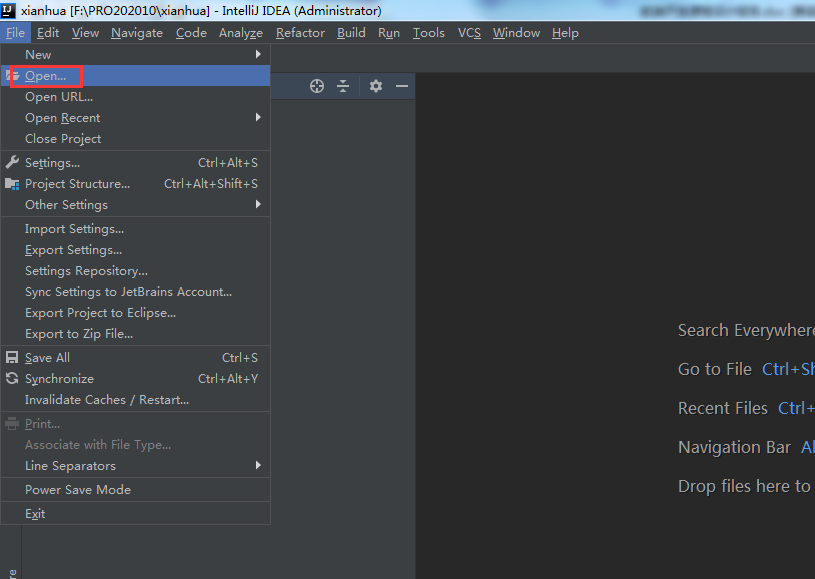 xianhua [F:\PRO202010\xianhua] - IntelliJ IDEA (Administrator)
File Edit View Navigate Code Analyze Refactor Build Run Tools VCS Window Help
New
Open...
Open URL...
Open Recent
Close Project
Settings... Ctrl+Alt+S
Project Structure... Ctrl+Alt+Shift+S
Other Settings
Import Settings...
Export Settings...
Settings Repository...
Sync Settings to JetBrains Account...
Export Project to Eclipse...
Export to Zip File...
Save All Ctrl+S
Synchronize Ctrl+Alt+Y
Invalidate Caches / Restart...
Print...
Associate with File Type...
Line Separators
Power Save Mode
Exit
Search Everywhere
Go to File Ctrl+Sh
Recent Files Ctrl+
Navigation Bar Al
Drop files here to